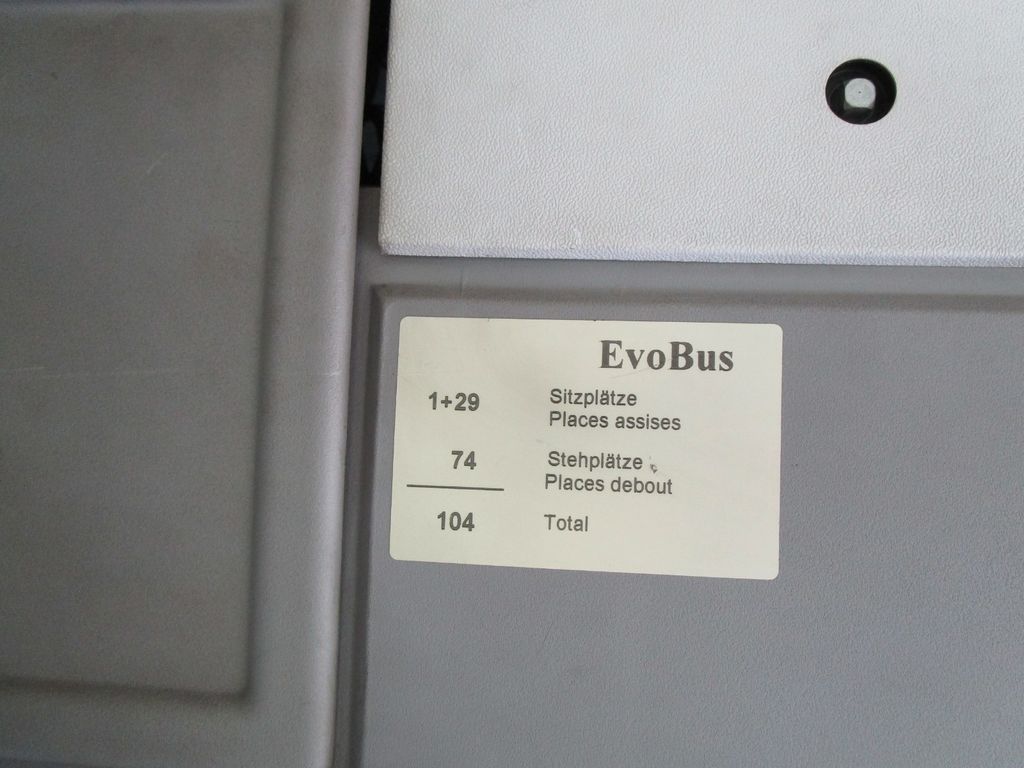 EvoBus
1+29 Sitzplätze
Places assises
74 Stehplätze
Places debout
104 Total